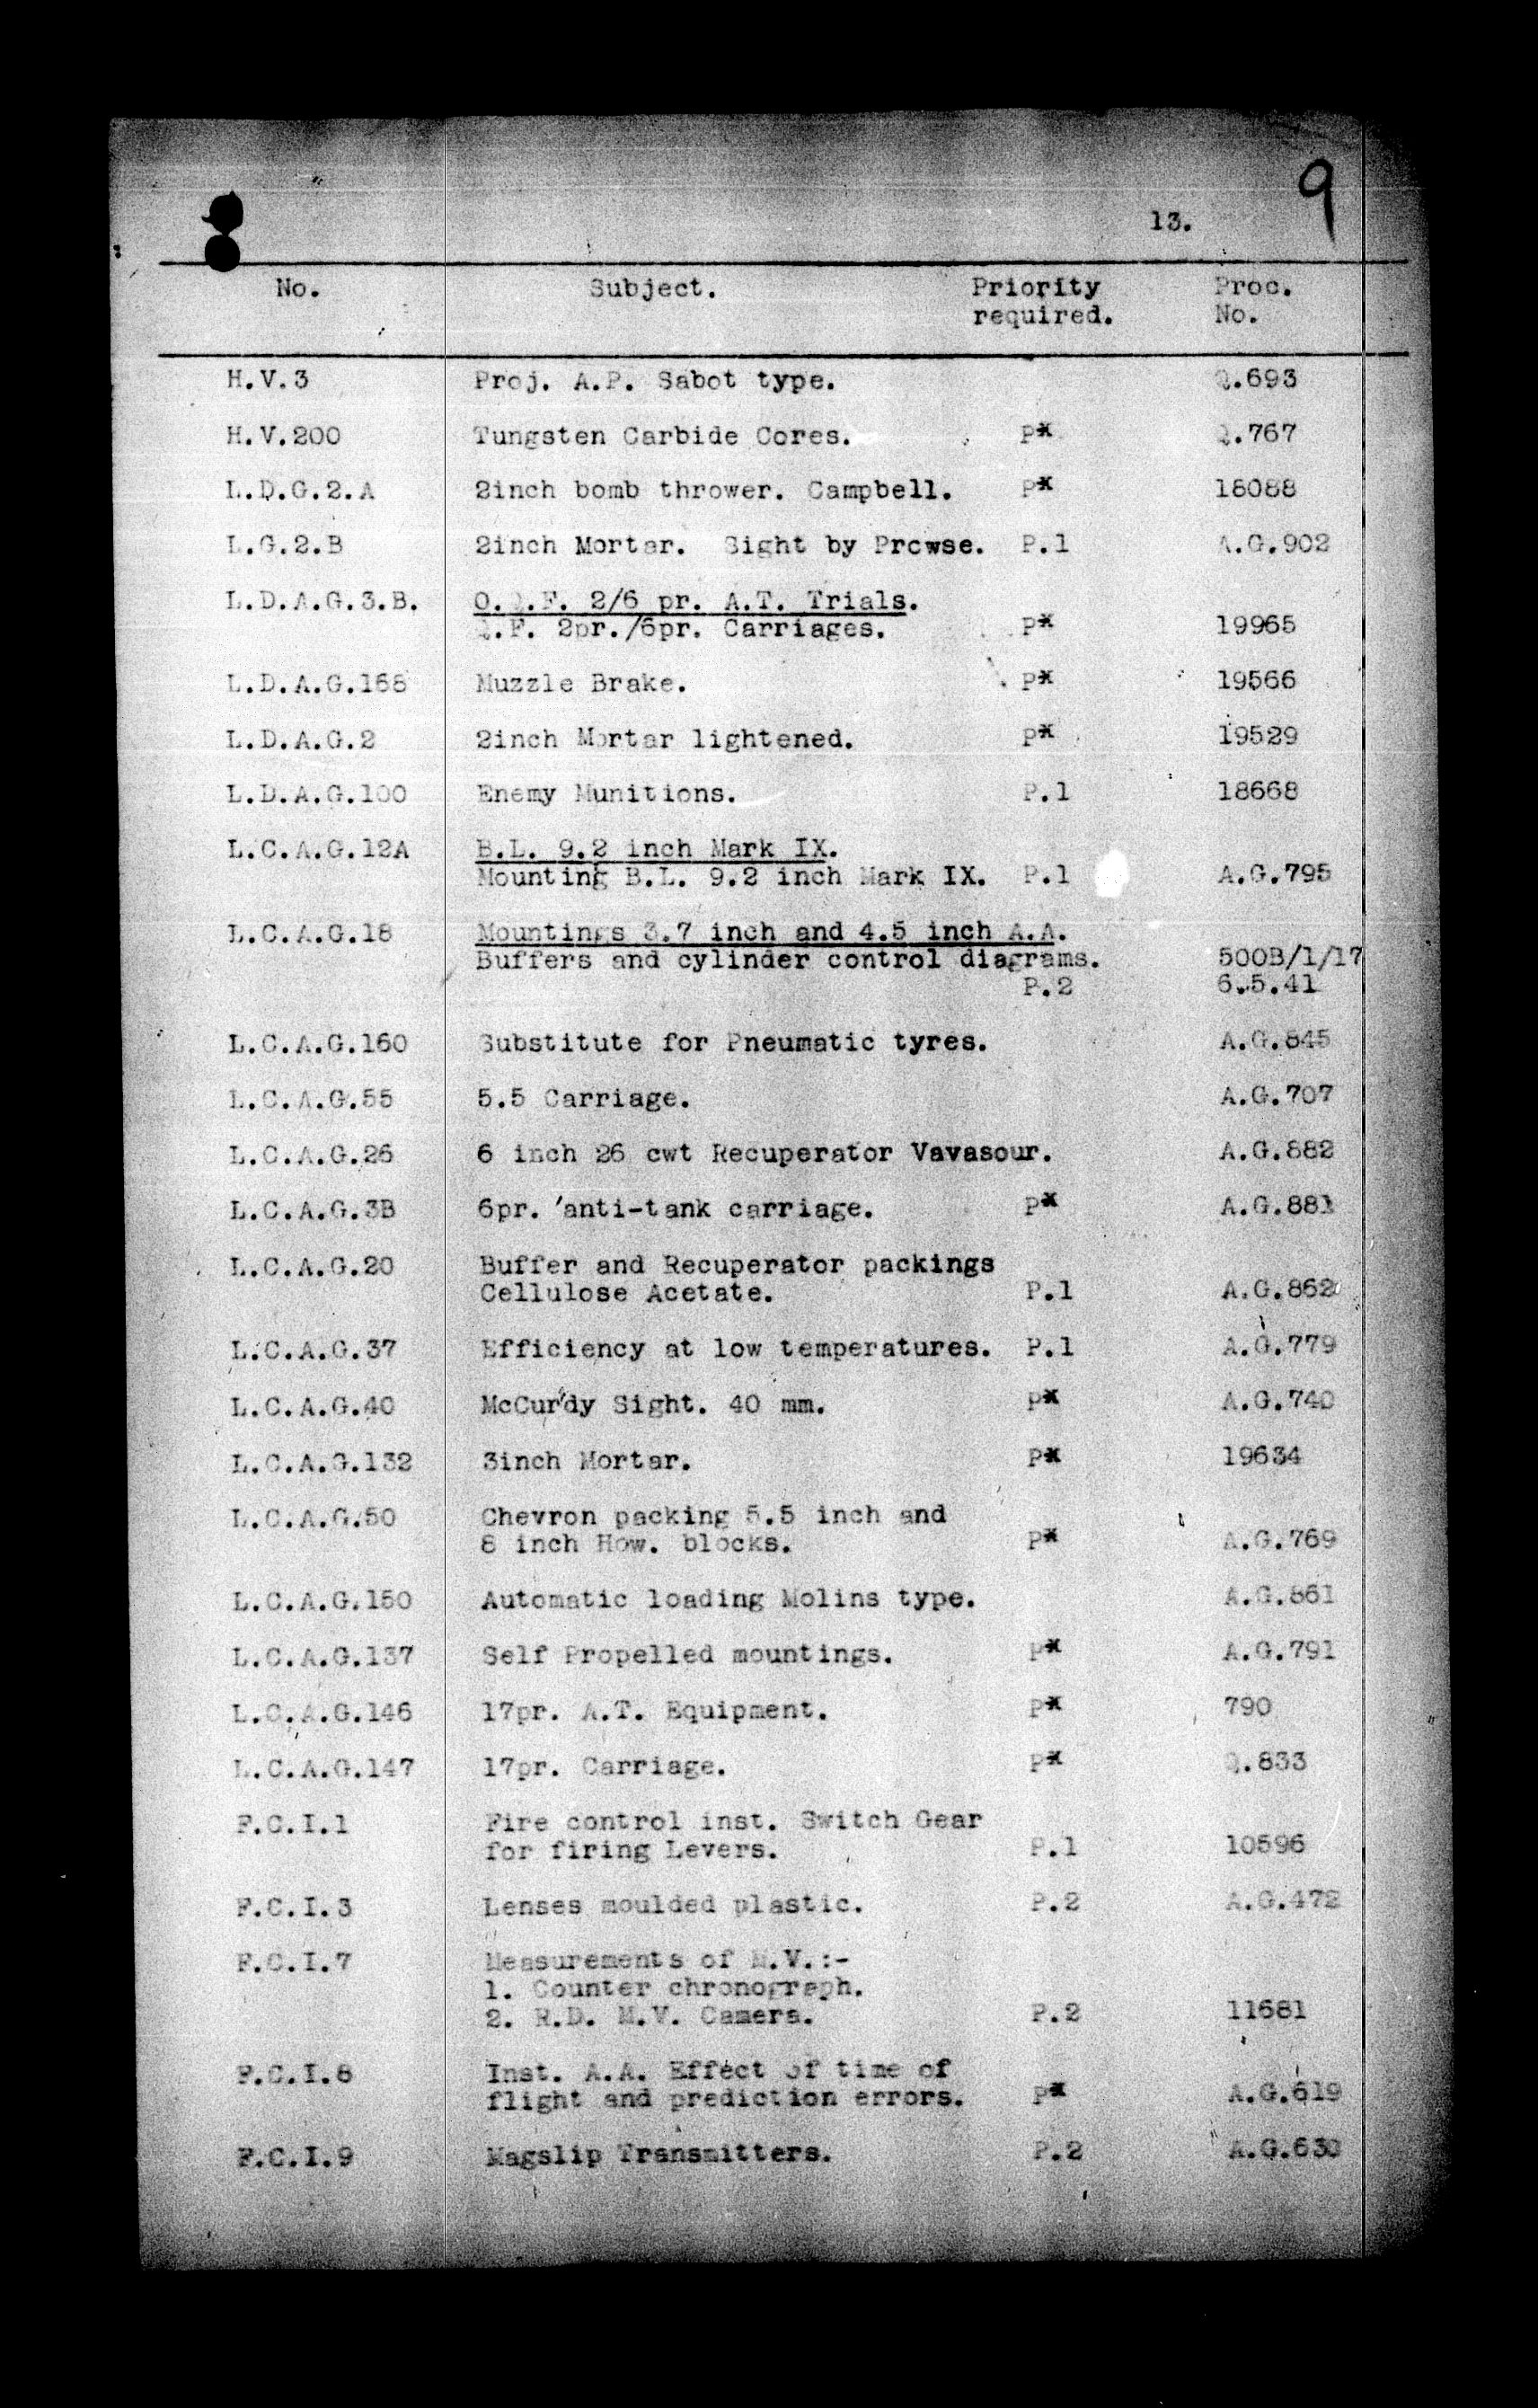 9
13.
No. Subject. Priority Proc.
required. No.
H.V.3 Proj. A.P. Sabot type. Q.693
H.V.200 Tungsten Carbide Cores. P* Q.767
L.D.G.2.A 2inch bomb thrower. Campbell. P* 18088
L.G.2.B 2inch Mortar. Sight by Prowse. P.1 A.G.902
L.D.A.G.3.B. O.Q.F. 2/6 pr. A.T. Trials.
Q.F. 2pr./6pr. Carriages. P* 19965
L.D.A.G.168 Muzzle Brake. P* 19566
L.D.A.G.2 2inch Mortar lightened. P* 19529
L.D.A.G.100 Enemy Munitions. P.1 18668
L.C.A.G.12A B.L. 9.2 inch Mark IX.
Mounting B.L. 9.2 inch Mark IX. P.1 A.G.795
L.C.A.G.18 Mountings 3.7 inch and 4.5 inch A.A.
Buffers and cylinder control diagrams. 500B/1/17
P.2 6.5.41
L.C.A.G.160 Substitute for Pneumatic tyres. A.G.845
L.C.A.G.55 5.5 Carriage. A.G.707
L.C.A.G.26 6 inch 26 cwt Recuperator Vavasour. A.G.882
L.C.A.G.3B 6pr. anti-tank carriage. P* A.G.881
L.C.A.G.20 Buffer and Recuperator packings
Cellulose Acetate. P.1 A.G.862
L.C.A.G.37 Efficiency at low temperatures. P.1 A.G.779
L.C.A.G.40 McCurdy Sight. 40 mm. P* A.G.740
L.C.A.G.132 3inch Mortar. P* 19634
L.C.A.G.50 Chevron packing 5.5 inch and
8 inch How. blocks. P* A.G.769
L.C.A.G.150 Automatic loading Molins type. A.G.861
L.C.A.G.137 Self Propelled mountings. P* A.G.791
L.C.A.G.146 17pr. A.T. Equipment. P* 790
L.C.A.G.147 17pr. Carriage. P* Q.833
F.C.I.1 Fire control inst. Switch Gear
for firing Levers. P.1 10596
F.C.I.3 Lenses moulded plastic. P.2 A.G.472
F.C.I.7 Measurements of M.V.:-
1. Counter chronograph.
2. R.D. M.V. Camera. P.2 11681
F.C.I.8 Inst. A.A. Effect of time of
flight and prediction errors. P* A.G.619
F.C.I.9 Magslip Transmitters. P.2 A.G.630